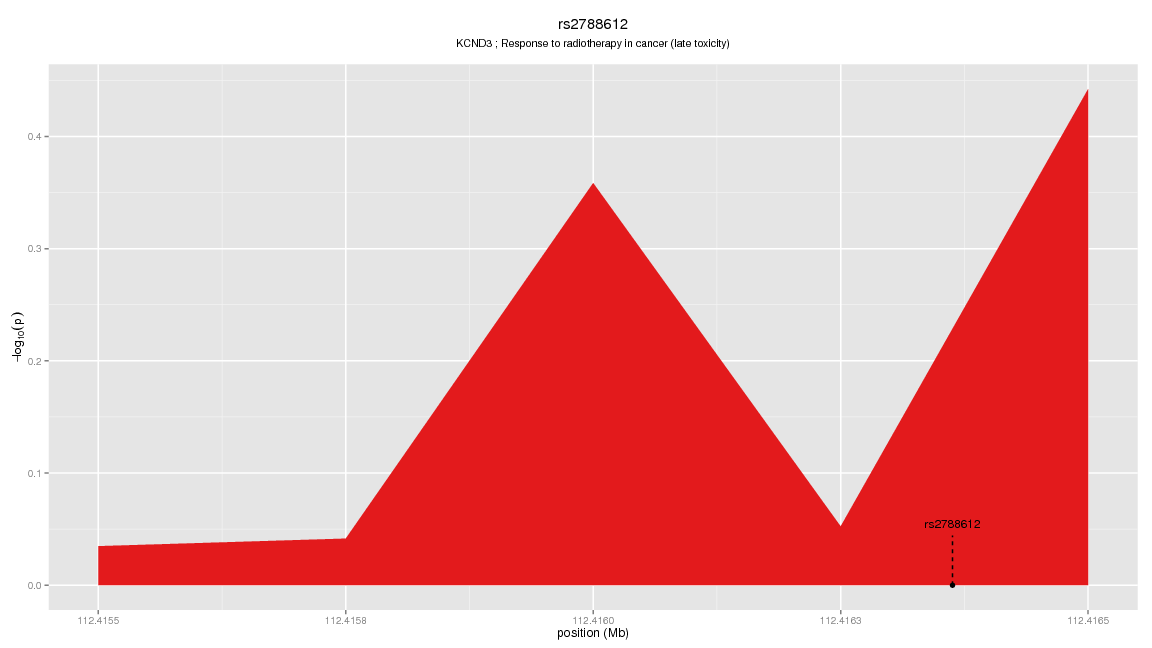 rs2788612
KCND3 ; Response to radiotherapy in cancer (late toxicity)
−log10(p)
0.4
0.3
0.2
0.1
0.0
rs2788612
112.4155
112.4158
112.4160
112.4163
112.4165
position (Mb)